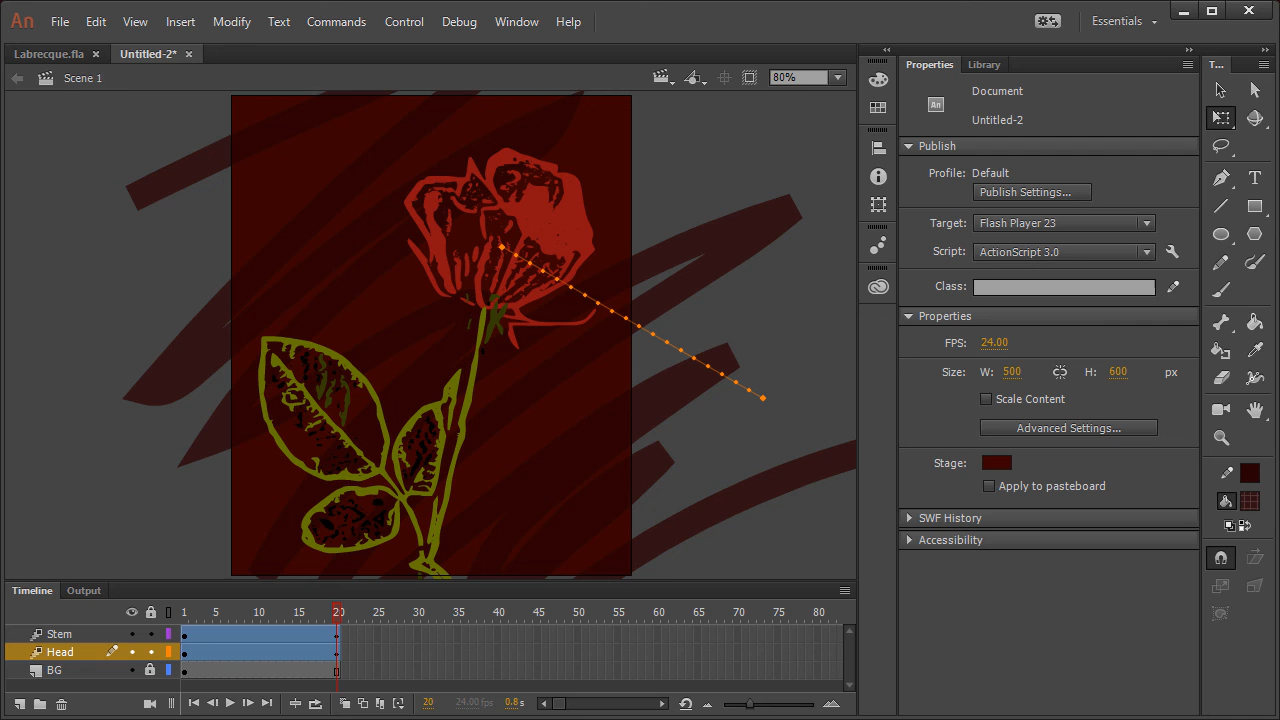 An File Edit View Insert Modify Text Commands Control Debug Window Help Essentials
Labrecque.fla Untitled-2*
Scene 1 80%
Properties Library T...
Document
An
Untitled-2
Publish
Profile: Default
Publish Settings...
Target: Flash Player 23
Script: ActionScript 3.0
Class:
Properties
FPS: 24.00
Size: W: 500 H: 600 px
Scale Content
Advanced Settings...
Stage:
Apply to pasteboard
SWF History
Accessibility
Timeline Output
1 5 10 15 20 25 30 35 40 45 50 55 60 65 70 75 80
Stem
Head
BG
20 24.00 fps 0.8 s